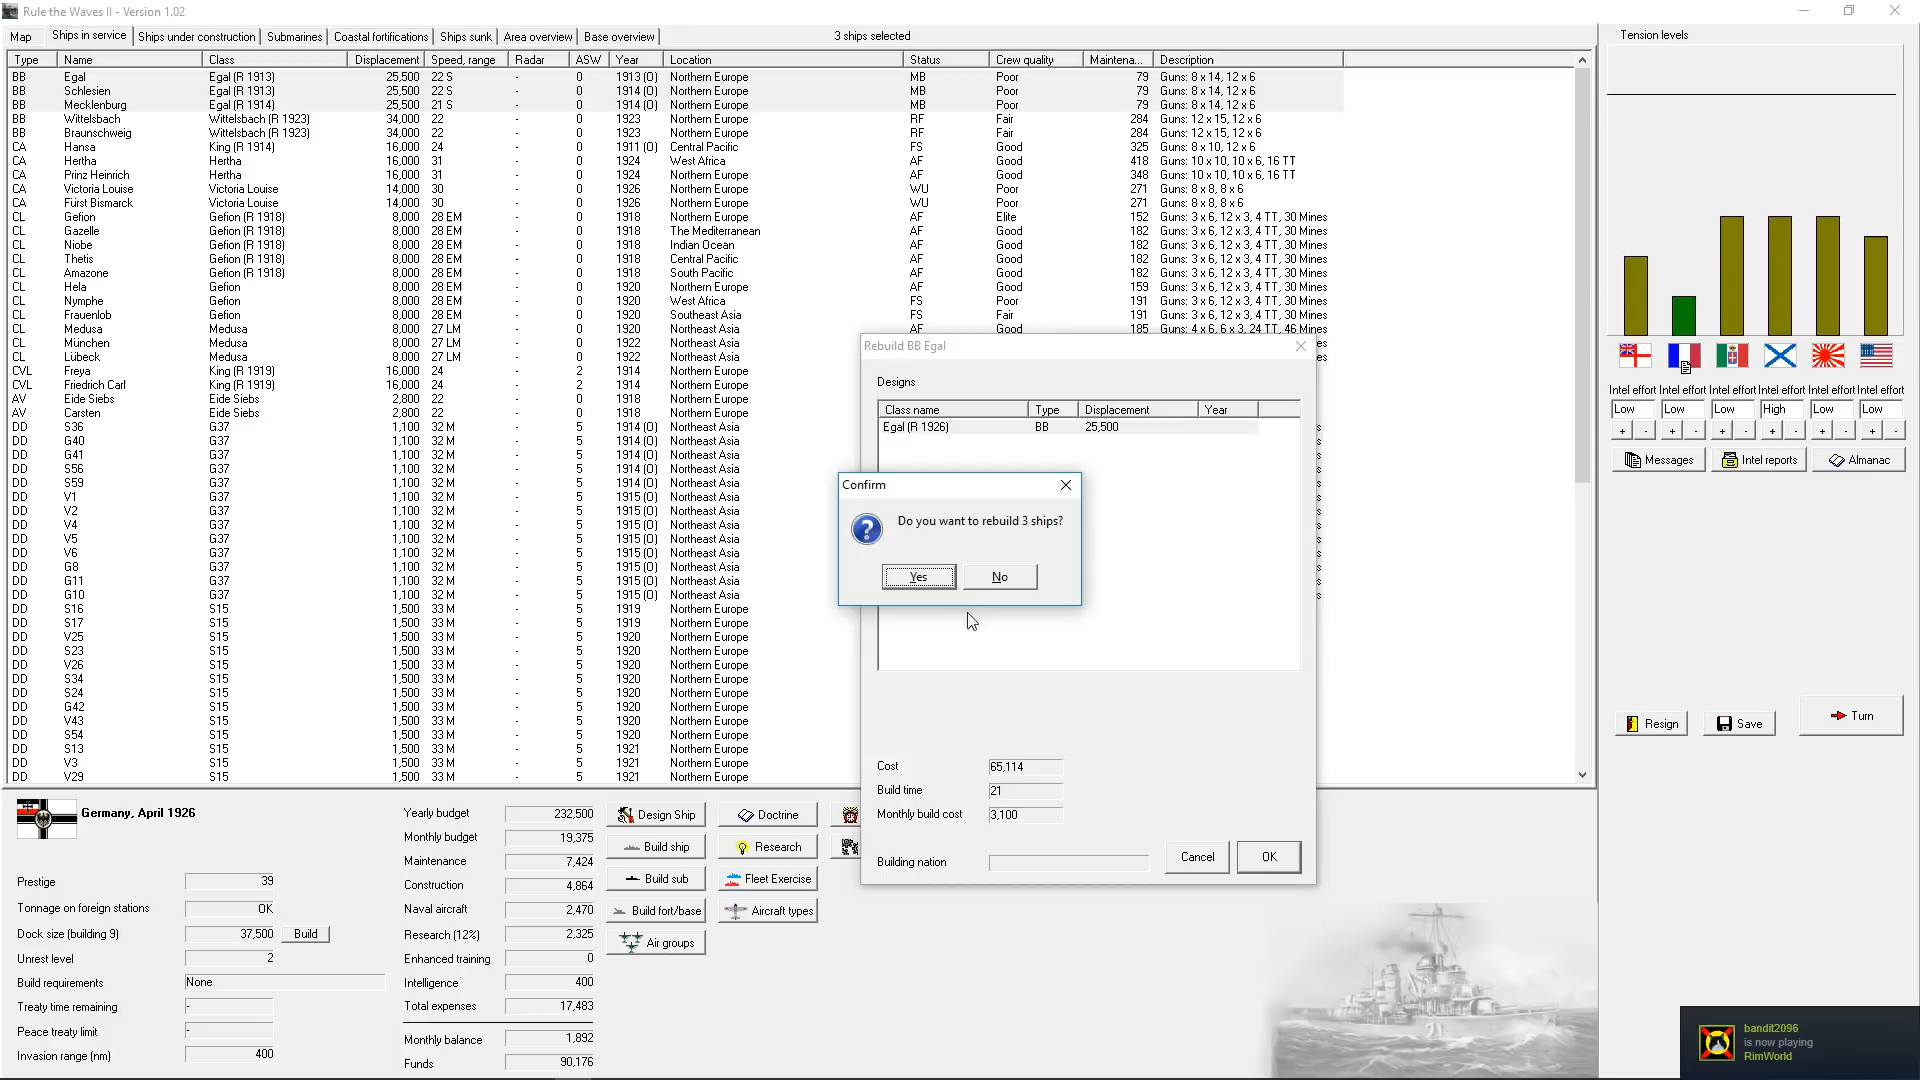 Rule the Waves II - Version 1.02
Map Ships in service Ships under construction Submarines Coastal fortifications Ships sunk Area overview Base overview 3 ships selected Tension levels
Type Name Class Displacement Speed, range Radar ASW Year Location Status Crew quality Maintena... Description
BB Egal Egal (R 1913) 25,500 22 S - 0 1913 (O) Northern Europe MB Poor 79 Guns: 8 x 14, 12 x 6
BB Schlesien Egal (R 1913) 25,500 22 S - 0 1914 (O) Northern Europe MB Poor 79 Guns: 8 x 14, 12 x 6
BB Mecklenburg Egal (R 1914) 25,500 21 S - 0 1914 (O) Northern Europe MB Poor 79 Guns: 8 x 14, 12 x 6
BB Wittelsbach Wittelsbach (R 1923) 34,000 22 - 0 1923 Northern Europe RF Fair 284 Guns: 12 x 15, 12 x 6
BB Braunschweig Wittelsbach (R 1923) 34,000 22 - 0 1923 Northern Europe RF Fair 284 Guns: 12 x 15, 12 x 6
CA Hansa King (R 1914) 16,000 24 - 0 1911 (O) Central Pacific FS Good 325 Guns: 8 x 10, 12 x 6
CA Hertha Hertha 16,000 31 - 0 1924 West Africa AF Good 418 Guns: 10 x 10, 10 x 6, 16 TT
CA Prinz Heinrich Hertha 16,000 31 - 0 1924 Northern Europe AF Good 348 Guns: 10 x 10, 10 x 6, 16 TT
CA Victoria Louise Victoria Louise 14,000 30 - 0 1926 Northern Europe WU Poor 271 Guns: 8 x 8, 8 x 6
CA Fürst Bismarck Victoria Louise 14,000 30 - 0 1926 Northern Europe WU Poor 271 Guns: 8 x 8, 8 x 6
CL Gefion Gefion (R 1918) 8,000 28 EM - 0 1918 Northern Europe AF Elite 152 Guns: 3 x 6, 12 x 3, 4 TT, 30 Mines
CL Gazelle Gefion (R 1918) 8,000 28 EM - 0 1918 The Mediterranean AF Good 182 Guns: 3 x 6, 12 x 3, 4 TT, 30 Mines
CL Niobe Gefion (R 1918) 8,000 28 EM - 0 1918 Indian Ocean AF Good 182 Guns: 3 x 6, 12 x 3, 4 TT, 30 Mines
CL Thetis Gefion (R 1918) 8,000 28 EM - 0 1918 Central Pacific AF Good 182 Guns: 3 x 6, 12 x 3, 4 TT, 30 Mines
CL Amazone Gefion (R 1918) 8,000 28 EM - 0 1918 South Pacific AF Good 182 Guns: 3 x 6, 12 x 3, 4 TT, 30 Mines
CL Hela Gefion 8,000 28 EM - 0 1920 Northern Europe AF Good 159 Guns: 3 x 6, 12 x 3, 4 TT, 30 Mines
CL Nymphe Gefion 8,000 28 EM - 0 1920 West Africa FS Poor 191 Guns: 3 x 6, 12 x 3, 4 TT, 30 Mines
CL Frauenlob Gefion 8,000 28 EM - 0 1920 Southeast Asia FS Fair 191 Guns: 3 x 6, 12 x 3, 4 TT, 30 Mines
CL Medusa Medusa 8,000 27 LM - 0 1920 Northeast Asia AF Good 185 Guns: 4 x 6, 6 x 3, 24 TT, 46 Mines
CL München Medusa 8,000 27 LM - 0 1922 Northeast Asia es
CL Lübeck Medusa 8,000 27 LM - 0 1922 Northeast Asia es
CVL Freya King (R 1919) 16,000 24 - 2 1914 Northern Europe
CVL Friedrich Carl King (R 1919) 16,000 24 - 2 1914 Northern Europe
AV Eide Siebs Eide Siebs 2,800 22 - 0 1918 Northern Europe
AV Carsten Eide Siebs 2,800 22 - 0 1918 Northern Europe
DD S36 G37 1,100 32 M - 5 1914 (O) Northeast Asia s
DD G40 G37 1,100 32 M - 5 1914 (O) Northeast Asia s
DD G41 G37 1,100 32 M - 5 1914 (O) Northeast Asia s
DD S56 G37 1,100 32 M - 5 1914 (O) Northeast Asia s
DD S59 G37 1,100 32 M - 5 1914 (O) Northeast Asia s
DD V1 G37 1,100 32 M - 5 1915 (O) Northeast Asia s
DD V2 G37 1,100 32 M - 5 1915 (O) Northeast Asia s
DD V4 G37 1,100 32 M - 5 1915 (O) Northeast Asia s
DD V5 G37 1,100 32 M - 5 1915 (O) Northeast Asia s
DD V6 G37 1,100 32 M - 5 1915 (O) Northeast Asia s
DD G8 G37 1,100 32 M - 5 1915 (O) Northeast Asia s
DD G11 G37 1,100 32 M - 5 1915 (O) Northeast Asia s
DD G10 G37 1,100 32 M - 5 1915 (O) Northeast Asia s
DD S16 S15 1,500 33 M - 5 1919 Northern Europe
DD S17 S15 1,500 33 M - 5 1919 Northern Europe
DD V25 S15 1,500 33 M - 5 1920 Northern Europe
DD S23 S15 1,500 33 M - 5 1920 Northern Europe
DD V26 S15 1,500 33 M - 5 1920 Northern Europe
DD S34 S15 1,500 33 M - 5 1920 Northern Europe
DD S24 S15 1,500 33 M - 5 1920 Northern Europe
DD G42 S15 1,500 33 M - 5 1920 Northern Europe
DD V43 S15 1,500 33 M - 5 1920 Northern Europe
DD S54 S15 1,500 33 M - 5 1920 Northern Europe
DD S13 S15 1,500 33 M - 5 1921 Northern Europe
DD V3 S15 1,500 33 M - 5 1921 Northern Europe
DD V29 S15 1,500 33 M - 5 1921 Northern Europe
Rebuild BB Egal
Designs
Class name Type Displacement Year
Egal (R 1926) BB 25,500
Confirm
Do you want to rebuild 3 ships?
Yes No
Cost 65,114
Build time 21
Monthly build cost 3,100
Building nation
Cancel OK
Intel effort Intel effort Intel effort Intel effort Intel effort Intel effort
Low Low Low High Low Low
+ - + - + - + - + - + -
Messages Intel reports Almanac
Resign Save Turn
Germany, April 1926
Prestige 39
Tonnage on foreign stations OK
Dock size (building 9) 37,500 Build
Unrest level 2
Build requirements None
Treaty time remaining -
Peace treaty limit -
Invasion range (nm) 400
Yearly budget 232,500
Monthly budget 19,375
Maintenance 7,424
Construction 4,864
Naval aircraft 2,470
Research (12%) 2,325
Enhanced training 0
Intelligence 400
Total expenses 17,483
Monthly balance 1,892
Funds 90,176
Design Ship Doctrine
Build ship Research
Build sub Fleet Exercise
Build fort/base Aircraft types
Air groups
bandit2096
is now playing
RimWorld